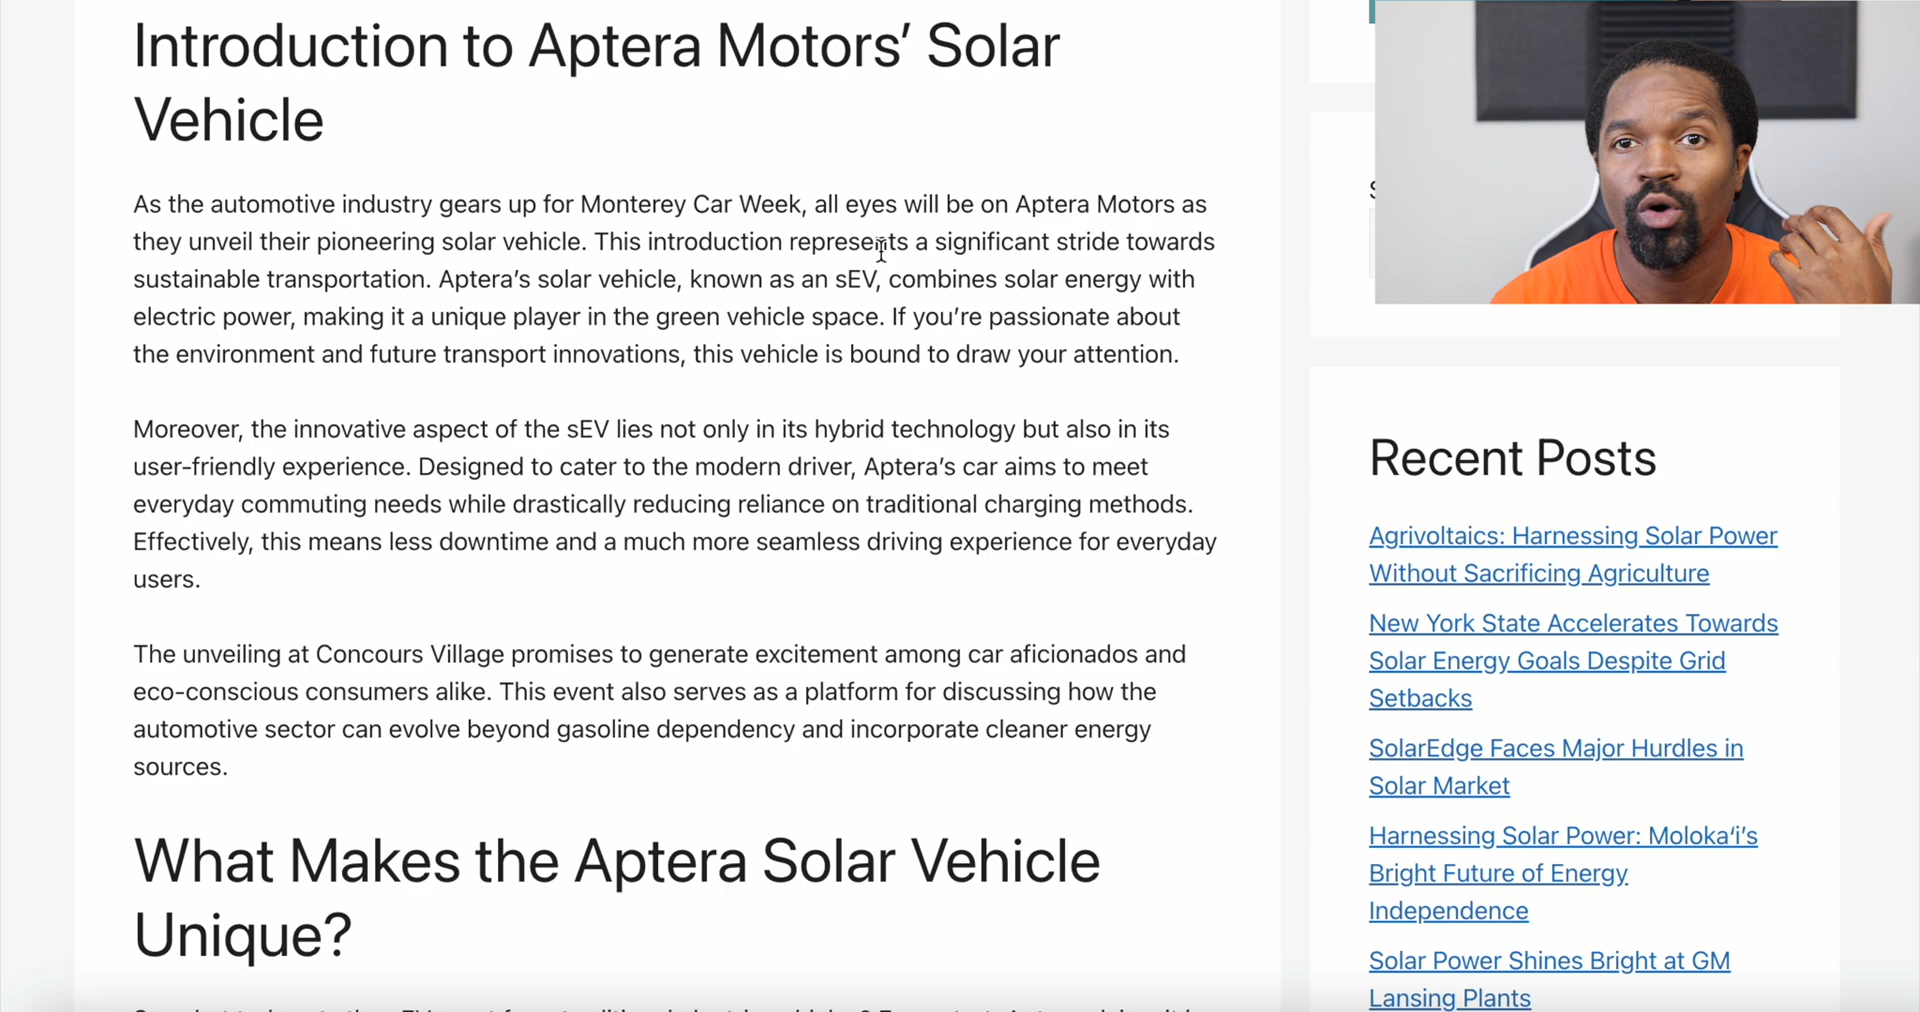 Introduction to Aptera Motors’ Solar
Vehicle
As the automotive industry gears up for Monterey Car Week, all eyes will be on Aptera Motors as
they unveil their pioneering solar vehicle. This introduction represents a significant stride towards
sustainable transportation. Aptera’s solar vehicle, known as an sEV, combines solar energy with
electric power, making it a unique player in the green vehicle space. If you’re passionate about
the environment and future transport innovations, this vehicle is bound to draw your attention.
Moreover, the innovative aspect of the sEV lies not only in its hybrid technology but also in its
user-friendly experience. Designed to cater to the modern driver, Aptera’s car aims to meet
everyday commuting needs while drastically reducing reliance on traditional charging methods.
Effectively, this means less downtime and a much more seamless driving experience for everyday
users.
The unveiling at Concours Village promises to generate excitement among car aficionados and
eco-conscious consumers alike. This event also serves as a platform for discussing how the
automotive sector can evolve beyond gasoline dependency and incorporate cleaner energy
sources.
What Makes the Aptera Solar Vehicle
Unique?
Recent Posts
Agrivoltaics: Harnessing Solar Power
Without Sacrificing Agriculture
New York State Accelerates Towards
Solar Energy Goals Despite Grid
Setbacks
SolarEdge Faces Major Hurdles in
Solar Market
Harnessing Solar Power: Molokaʻi’s
Bright Future of Energy
Independence
Solar Power Shines Bright at GM
Lansing Plants